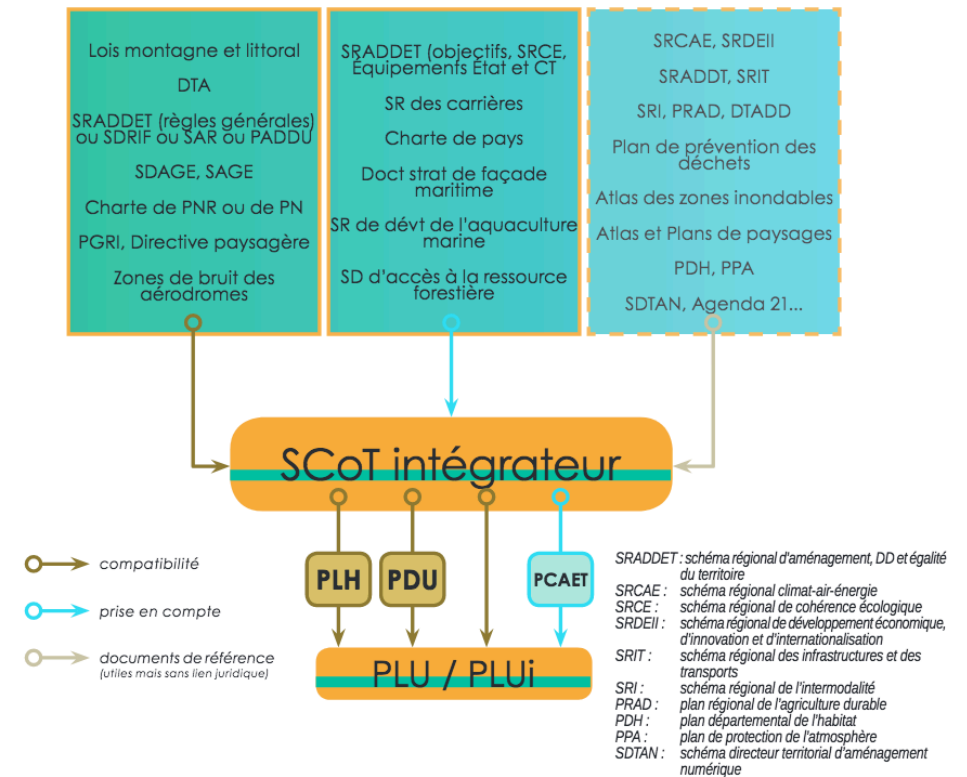 Lois montagne et littoral
DTA
SRADDET (règles générales)
ou SDRIF ou SAR ou PADDU
SDAGE, SAGE
Charte de PNR ou de PN
PGRI, Directive paysagère
Zones de bruit des
aérodromes
SRADDET (objectifs, SRCE,
Équipements État et CT
SR des carrières
Charte de pays
Doct strat de façade
maritime
SR de dévt de l'aquaculture
marine
SD d'accès à la ressource
forestière
SRCAE, SRDEII
SRADDT, SRIT
SRI, PRAD, DTADD
Plan de prévention des
déchets
Atlas des zones inondables
Atlas et Plans de paysages
PDH, PPA
SDTAN, Agenda 21...
SCoT intégrateur
PLH
PDU
PCAET
PLU / PLUi
compatibilité
prise en compte
documents de référence
(utiles mais sans lien juridique)
SRADDET : schéma régional d'aménagement, DD et égalité
du territoire
SRCAE : schéma régional climat-air-énergie
SRCE : schéma régional de cohérence écologique
SRDEII : schéma régional de développement économique,
d'innovation et d'internationalisation
SRIT : schéma régional des infrastructures et des
transports
SRI : schéma régional de l'intermodalité
PRAD : plan régional de l'agriculture durable
PDH : plan départemental de l'habitat
PPA : plan de protection de l'atmosphère
SDTAN : schéma directeur territorial d'aménagement
numérique